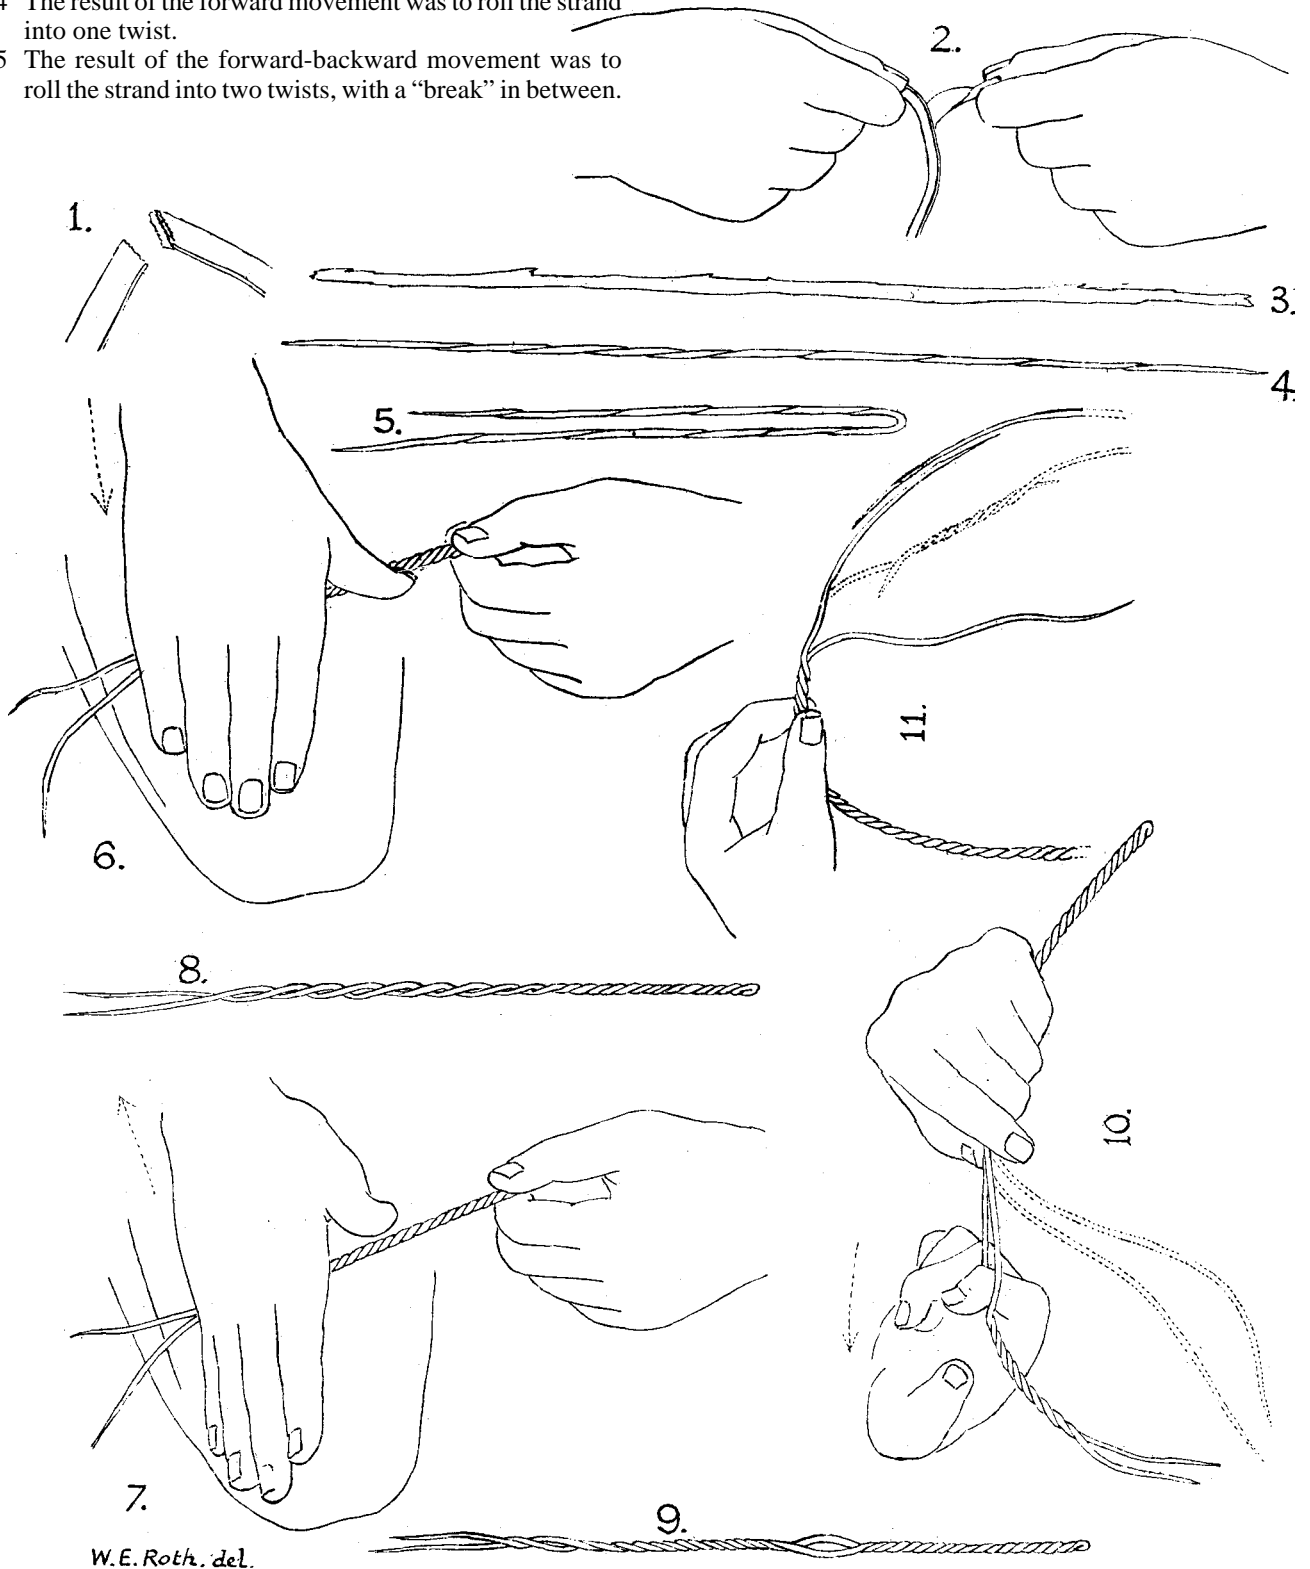 4 The result of the forward movement was to roll the strand
into one twist.
5 The result of the forward-backward movement was to
roll the strand into two twists, with a “break” in between.
2.
1.
3.
4.
5.
11.
6.
8.
10.
7.
9.
W.E. Roth. del.